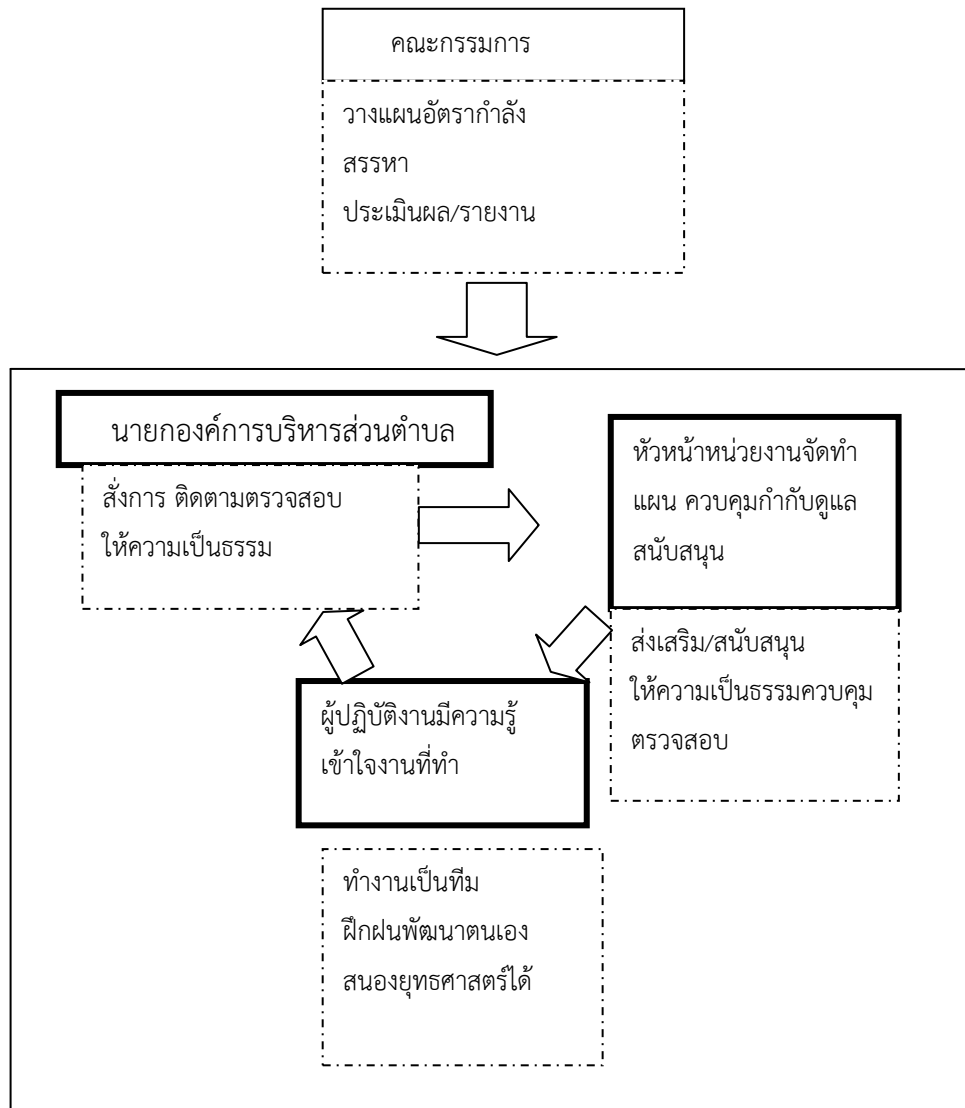 คณะกรรมการ
วางแผนอัตรากำลัง
สรรหา
ประเมินผล/รายงาน
นายกองค์การบริหารส่วนตำบล
สั่งการ ติดตามตรวจสอบ
ให้ความเป็นธรรม
หัวหน้าหน่วยงานจัดทำ
แผน ควบคุมกำกับดูแล
สนับสนุน
ส่งเสริม/สนับสนุน
ให้ความเป็นธรรมควบคุม
ตรวจสอบ
ผู้ปฏิบัติงานมีความรู้
เข้าใจงานที่ทำ
ทำงานเป็นทีม
ฝึกฝนพัฒนาตนเอง
สนองยุทธศาสตร์ได้